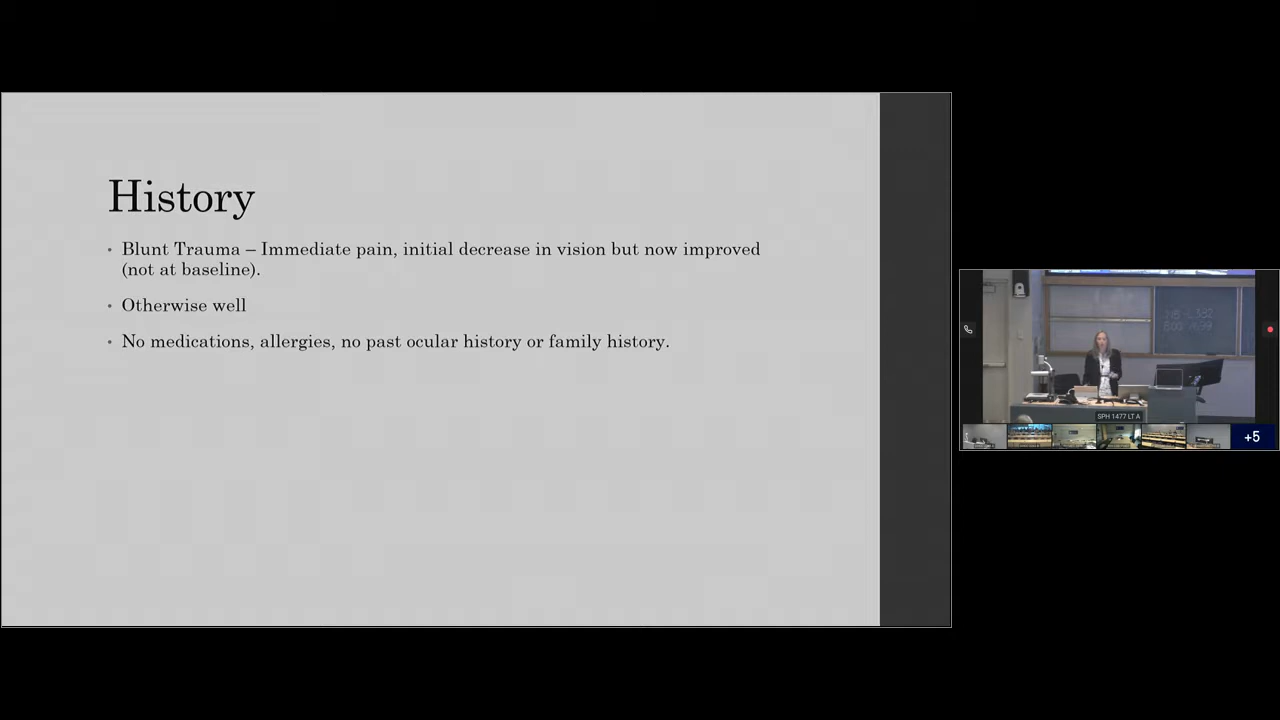 History
• Blunt Trauma – Immediate pain, initial decrease in vision but now improved
(not at baseline).
• Otherwise well
• No medications, allergies, no past ocular history or family history.
SPH 1477 LT A
+5